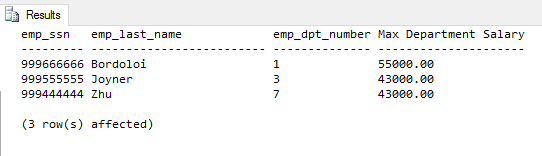 Results
emp_ssn emp_last_name emp_dpt_number Max Department Salary
--------- ------------------------- -------------- ---------------------
999666666 Bordoloi 1 55000.00
999555555 Joyner 3 43000.00
999444444 Zhu 7 43000.00
(3 row(s) affected)